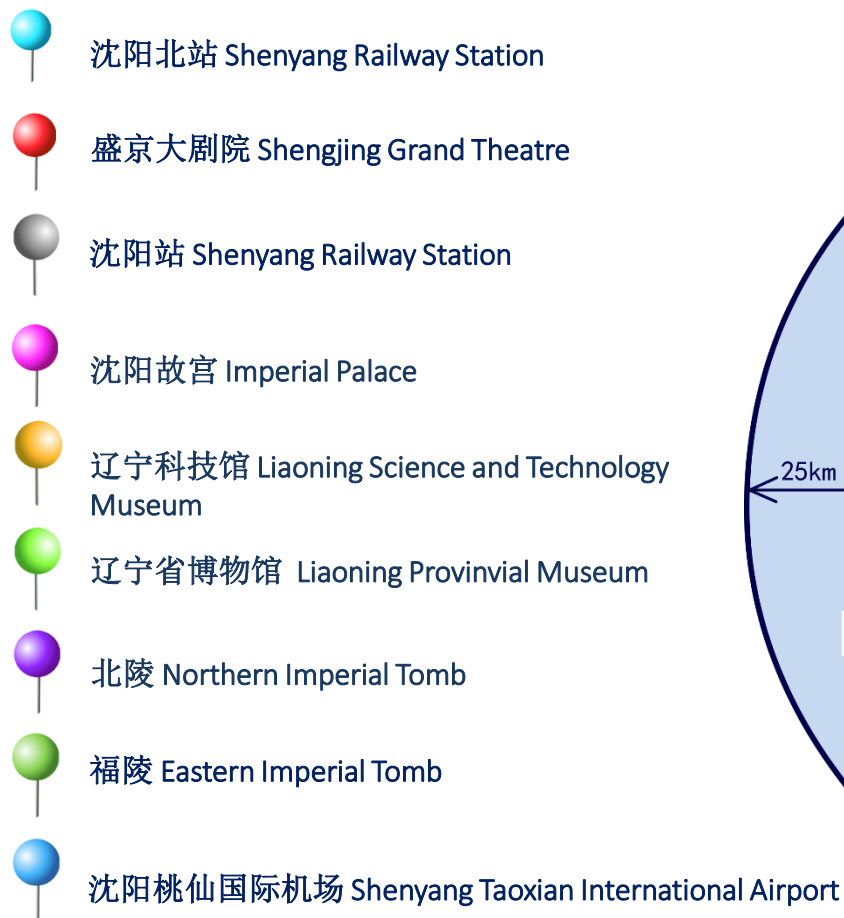 沈阳北站 Shenyang Railway Station
盛京大剧院 Shengjing Grand Theatre
沈阳站 Shenyang Railway Station
沈阳故宫 Imperial Palace
辽宁科技馆 Liaoning Science and Technology
Museum
25km
辽宁省博物馆 Liaoning Provinvial Museum
北陵 Northern Imperial Tomb
福陵 Eastern Imperial Tomb
沈阳桃仙国际机场 Shenyang Taoxian International Airport